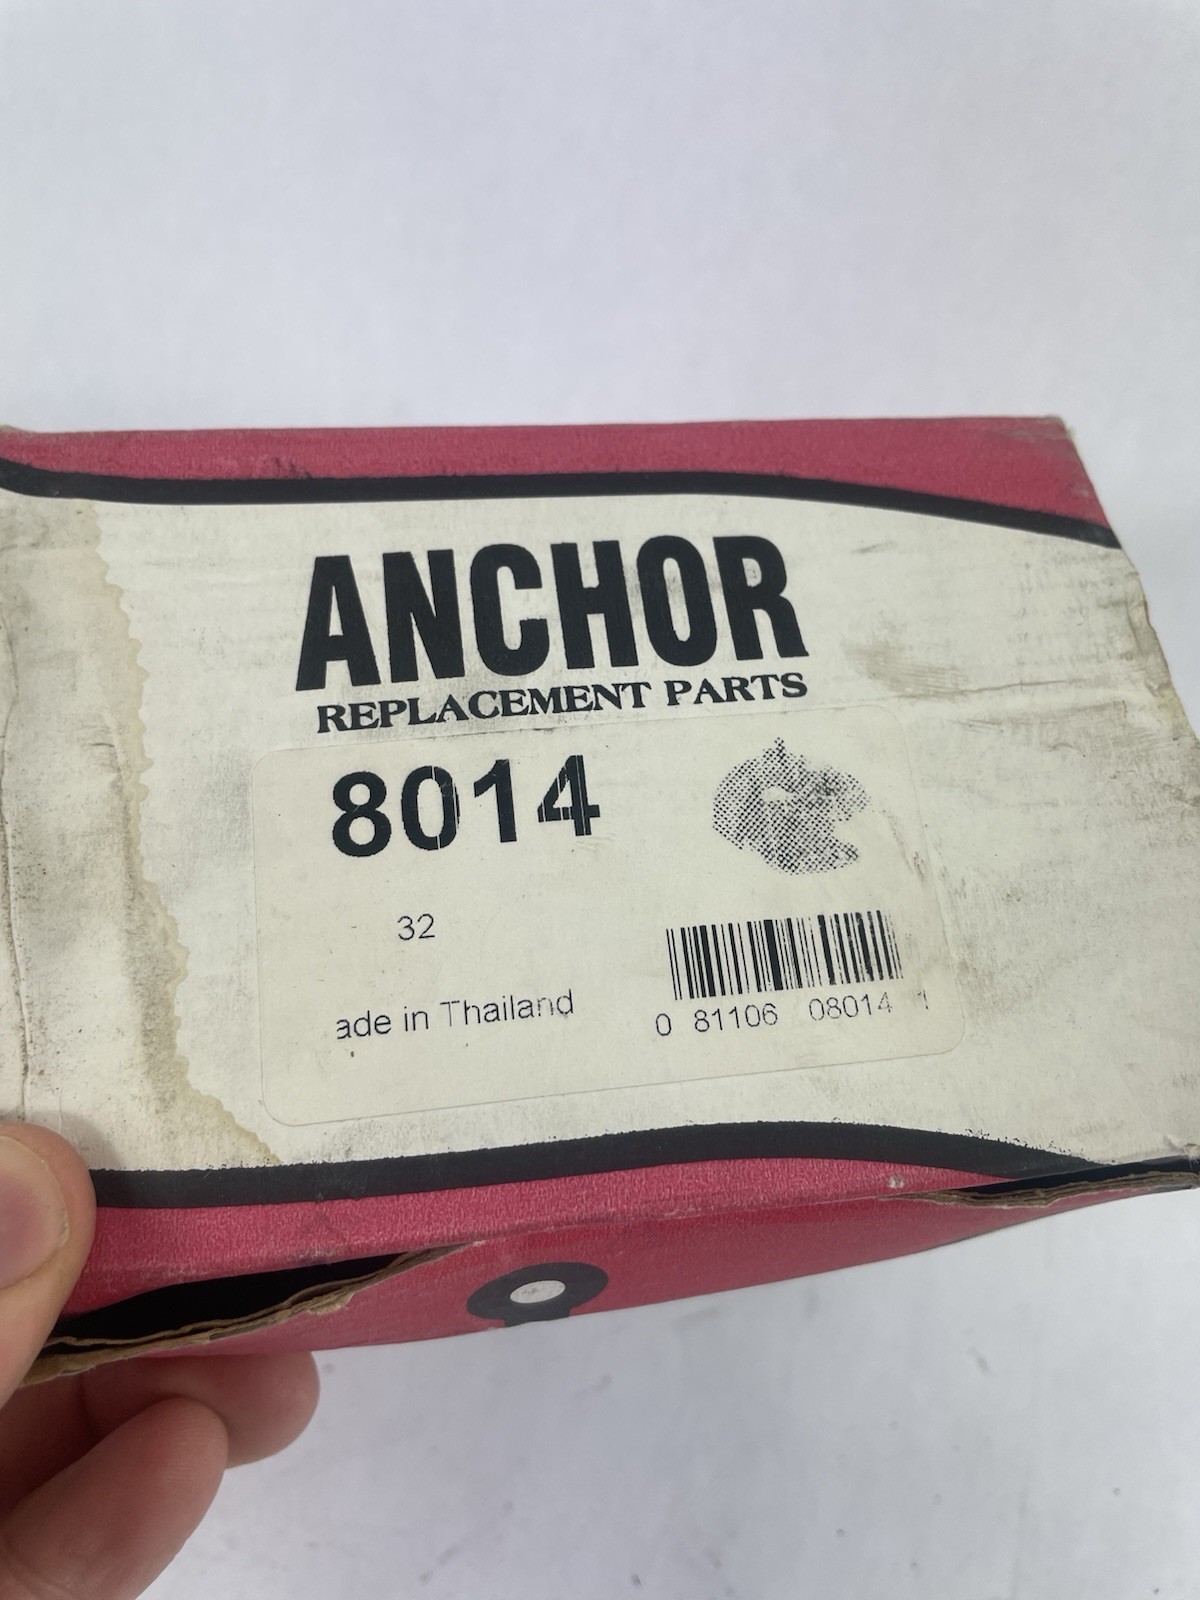 ANCHOR
REPLACEMENT PARTS
8014
32
ade in Thailand
0 81106 08014 1